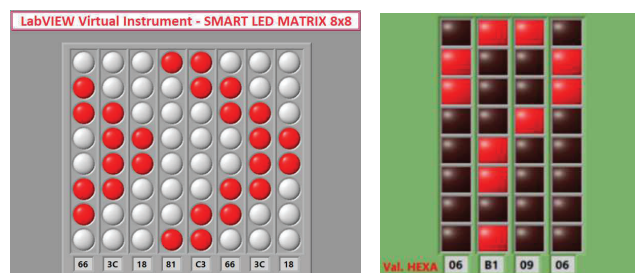 LabVIEW Virtual Instrument - SMART LED MATRIX 8x8
66 3C 18 81 C3 66 3C 18
Val. HEXA 06 B1 09 06